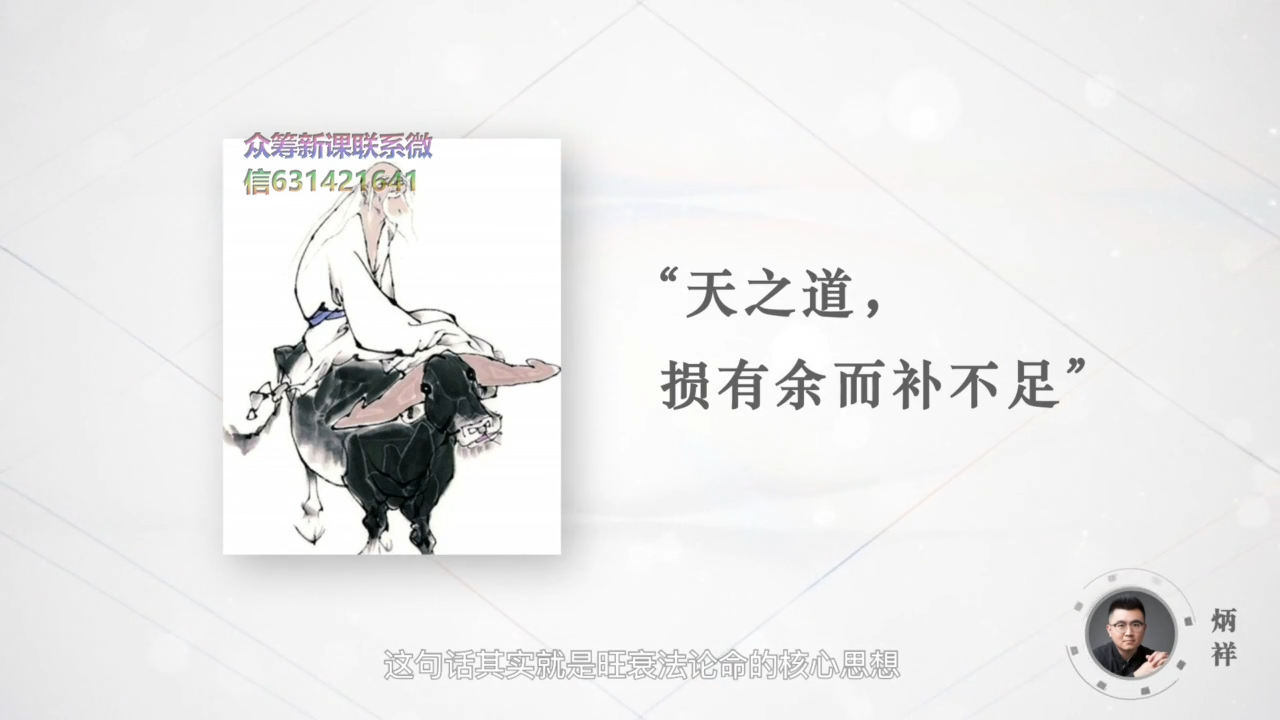 众筹新课联系微
信631421641
“天之道，
损有余而补不足”
炳祥
这句话其实就是旺衰法论命的核心思想